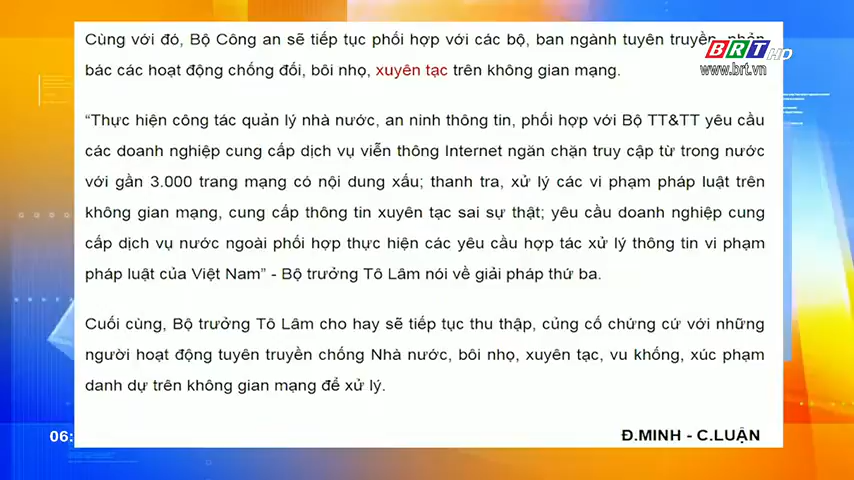 Cùng với đó, Bộ Công an sẽ tiếp tục phối hợp với các bộ, ban ngành tuyên truyền,
BRT HD
bác các hoạt động chống đối, bôi nhọ, xuyên tạc trên không gian mạng.
www.brt.vn
“Thực hiện công tác quản lý nhà nước, an ninh thông tin, phối hợp với Bộ TT&TT yêu cầu
các doanh nghiệp cung cấp dịch vụ viễn thông Internet ngăn chặn truy cập từ trong nước
với gần 3.000 trang mạng có nội dung xấu; thanh tra, xử lý các vi phạm pháp luật trên
không gian mạng, cung cấp thông tin xuyên tạc sai sự thật; yêu cầu doanh nghiệp cung
cấp dịch vụ nước ngoài phối hợp thực hiện các yêu cầu hợp tác xử lý thông tin vi phạm
pháp luật của Việt Nam” - Bộ trưởng Tô Lâm nói về giải pháp thứ ba.
Cuối cùng, Bộ trưởng Tô Lâm cho hay sẽ tiếp tục thu thập, củng cố chứng cứ với những
người hoạt động tuyên truyền chống Nhà nước, bôi nhọ, xuyên tạc, vu khống, xúc phạm
danh dự trên không gian mạng để xử lý.
06:
Đ.MINH - C.LUẬN